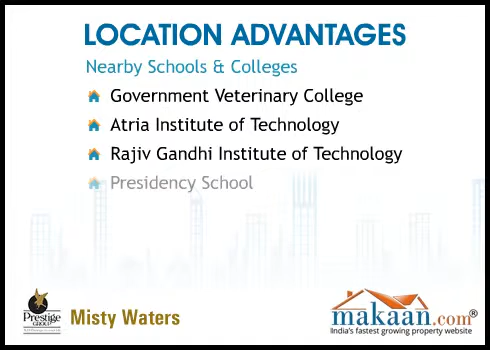 LOCATION ADVANTAGES
Nearby Schools & Colleges
Government Veterinary College
Atria Institute of Technology
Rajiv Gandhi Institute of Technology
Presidency School
Prestige
GROUP
Misty Waters
makaan.com®
India's fastest growing property website